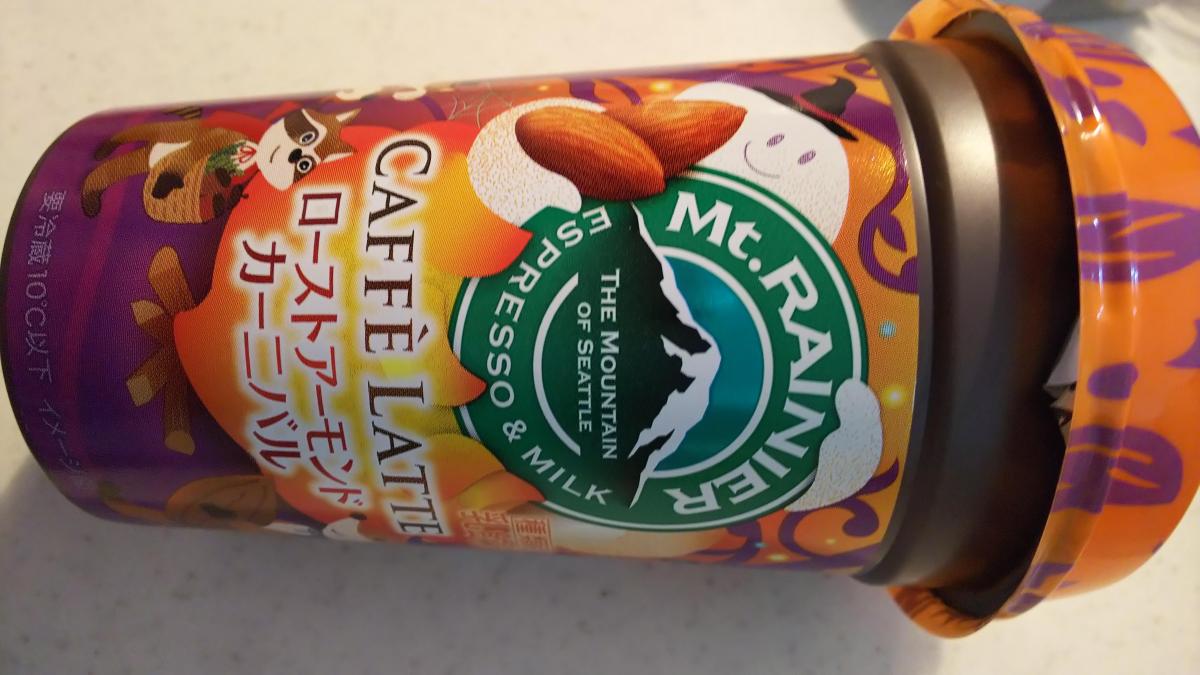 Mt. RAINIER
ESPRESSO & MILK
THE MOUNTAIN
OF SEATTLE
CAFFÈ LATTE
ローストアーモンド
カーニバル
要冷蔵10℃以下